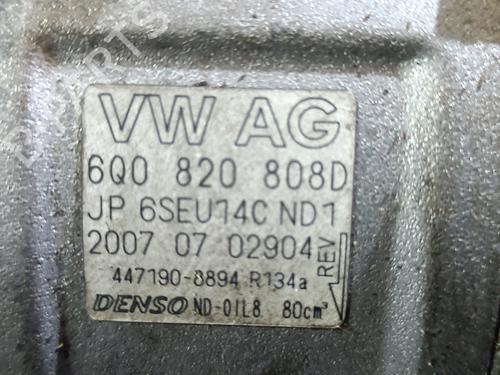 VW AG
6Q0 820 808D
JP 6SEU14C ND1
2007 07 02904
REV
447190-8894 R134a
DENSO ND-OIL8 80cm³